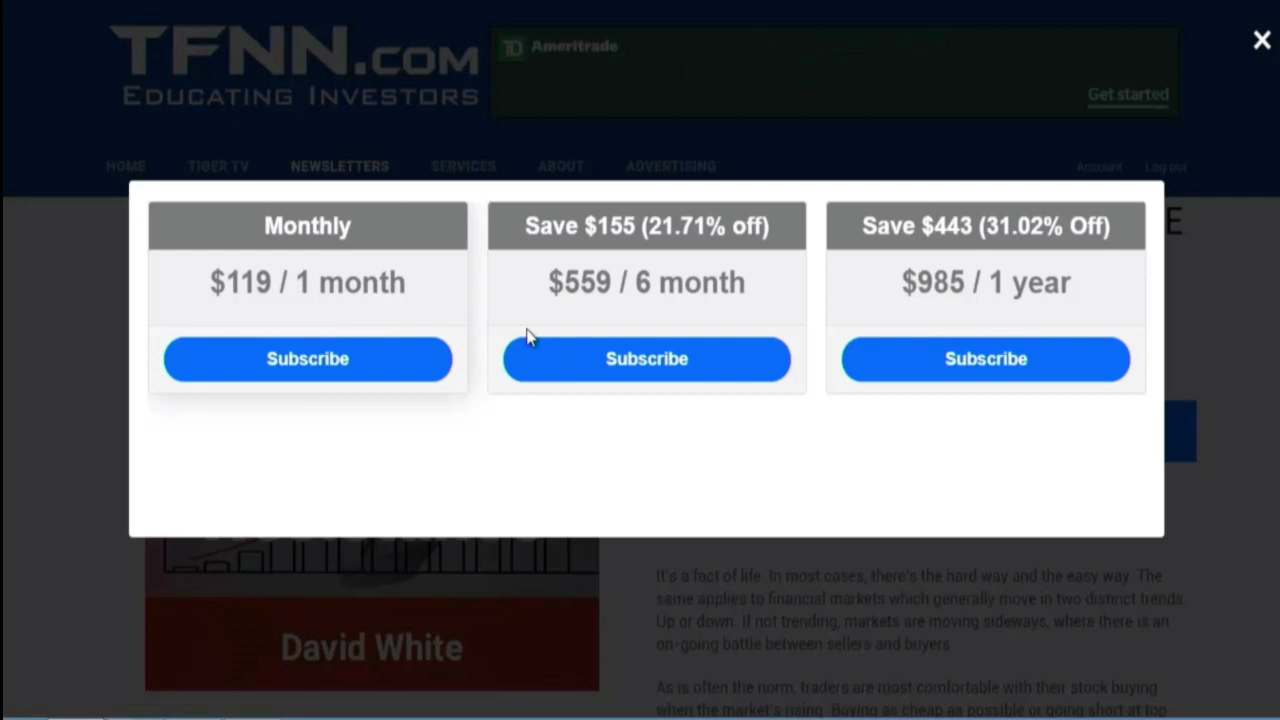 TFNN.COM
EDUCATING INVESTORS
TD Ameritrade
Get started
HOME TIGER TV NEWSLETTERS SERVICES ABOUT ADVERTISING Account Log out
E
Monthly
$119 / 1 month
Subscribe
Save $155 (21.71% off)
$559 / 6 month
Subscribe
Save $443 (31.02% Off)
$985 / 1 year
Subscribe
David White
It's a fact of life. In most cases, there's the hard way and the easy way. The
same applies to financial markets which generally move in two distinct trends.
Up or down. If not trending, markets are moving sideways, where there is an
on-going battle between sellers and buyers.
As is often the norm, traders are most comfortable with their stock buying
when the market's rising. Buying as cheap as possible or going short at top